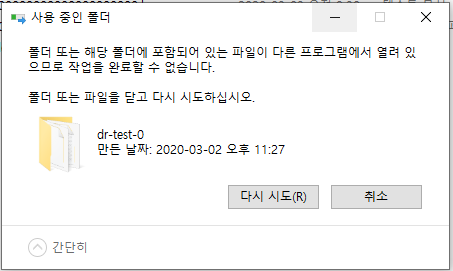 사용 중인 폴더
폴더 또는 해당 폴더에 포함되어 있는 파일이 다른 프로그램에서 열려 있
으므로 작업을 완료할 수 없습니다.
폴더 또는 파일을 닫고 다시 시도하십시오.
dr-test-0
만든 날짜: 2020-03-02 오후 11:27
다시 시도(R)
취소
간단히